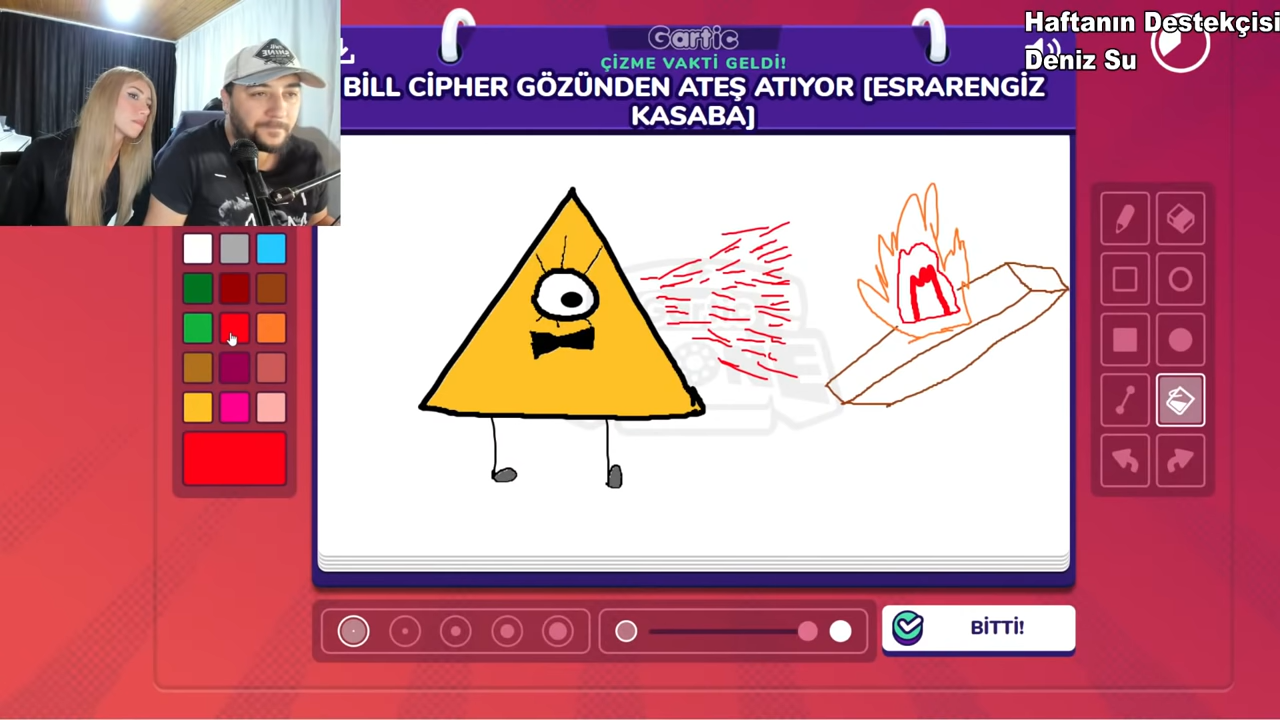 Haftanın Destekçisi
Deniz Su
Gartic
ÇİZME VAKTİ GELDİ!
BİLL CİPHER GÖZÜNDEN ATEŞ ATIYOR [ESRARENGİZ
KASABA]
BİTTİ!